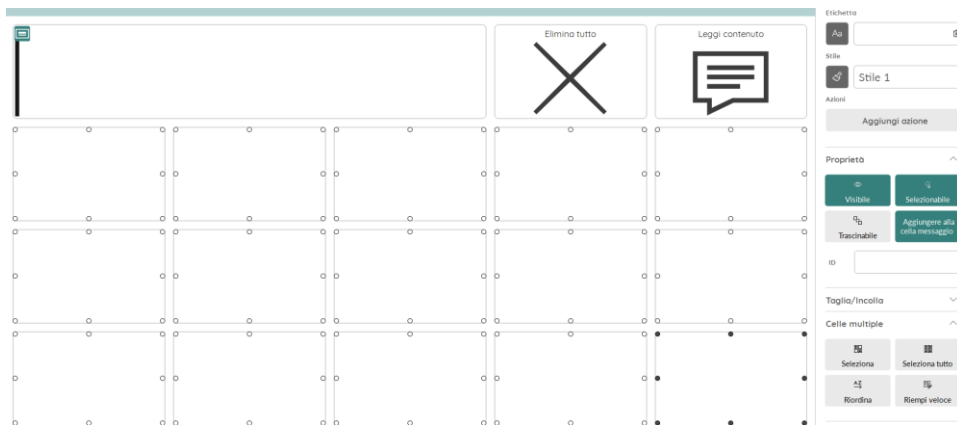 Elimina tutto
Leggi contenuto
Etichetta
Aa
Stile
Stile 1
Azioni
Aggiungi azione
Proprietà
Visibile
Selezionabile
Trascinabile
Aggiungere alla
cella messaggio
ID
Taglia/Incolla
Celle multiple
Seleziona
Seleziona tutto
Riordina
Riempi veloce